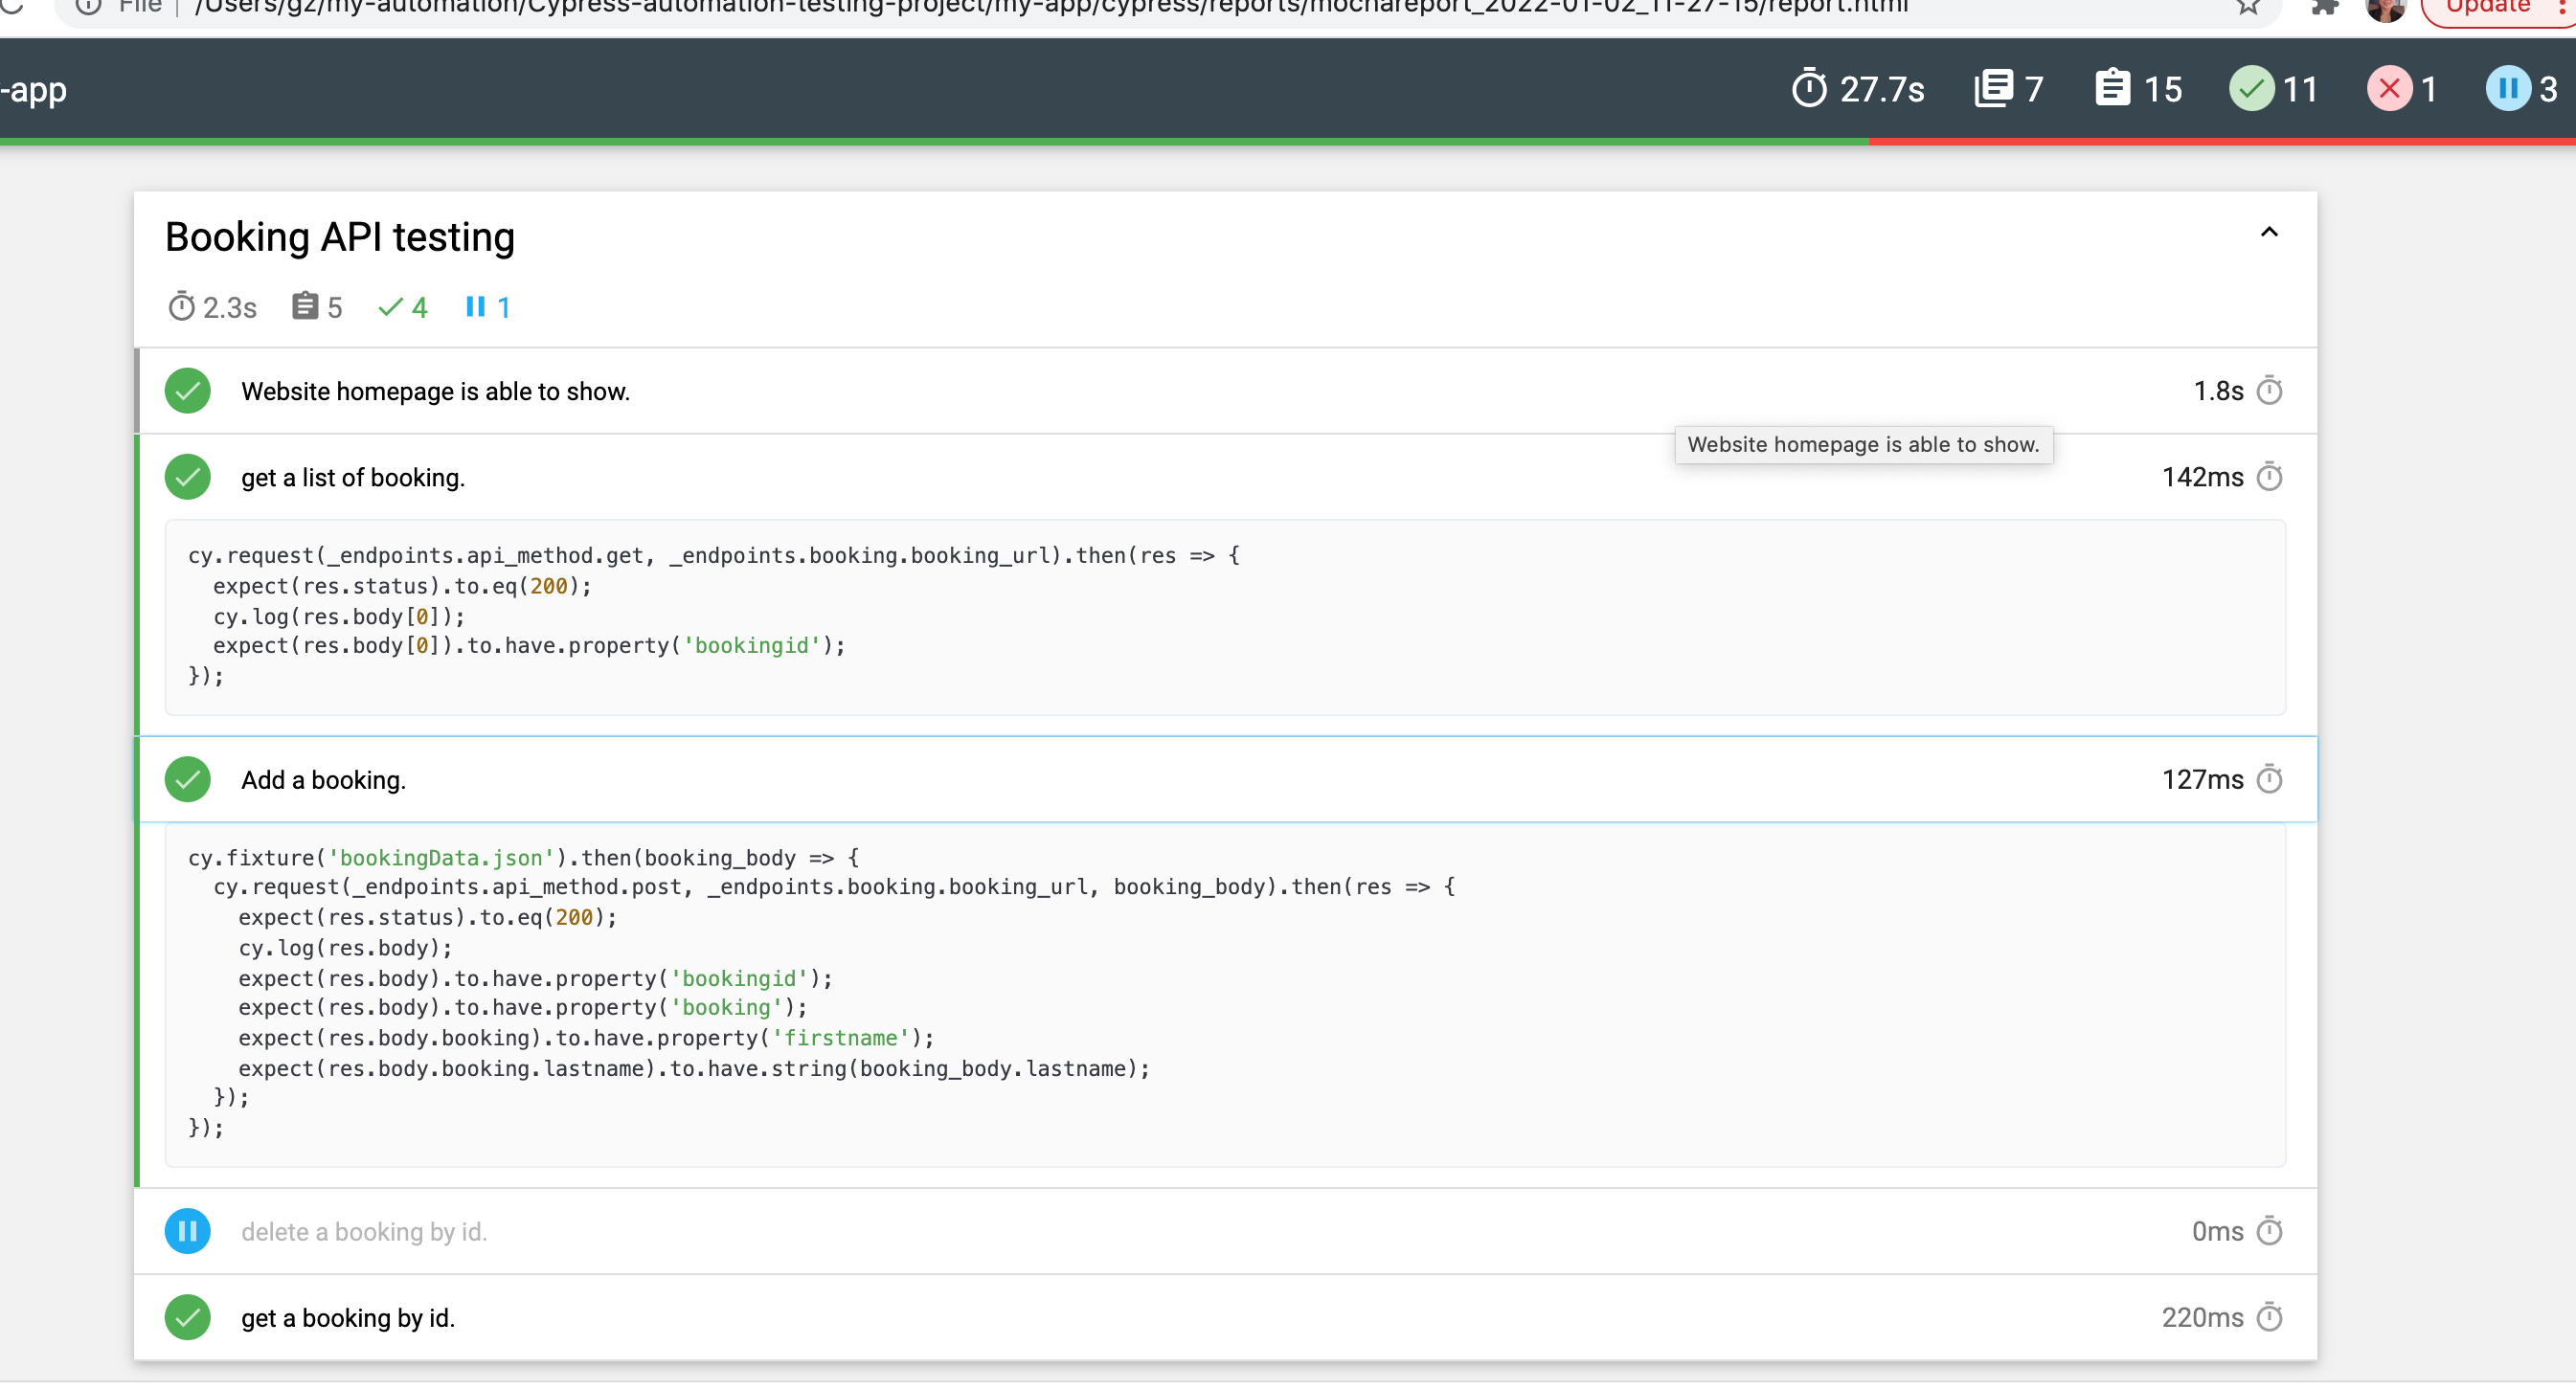 File /Users/gz/my-automation/Cypress-automation-testing-project/my-app/cypress/reports/mochareport_2022-01-02_11-27-15/report.html Update
-app 27.7s 7 15 11 1 3
Booking API testing
2.3s 5 4 1
Website homepage is able to show. 1.8s
Website homepage is able to show.
get a list of booking. 142ms
cy.request(_endpoints.api_method.get, _endpoints.booking.booking_url).then(res => {
  expect(res.status).to.eq(200);
  cy.log(res.body[0]);
  expect(res.body[0]).to.have.property('bookingid');
});
Add a booking. 127ms
cy.fixture('bookingData.json').then(booking_body => {
  cy.request(_endpoints.api_method.post, _endpoints.booking.booking_url, booking_body).then(res => {
    expect(res.status).to.eq(200);
    cy.log(res.body);
    expect(res.body).to.have.property('bookingid');
    expect(res.body).to.have.property('booking');
    expect(res.body.booking).to.have.property('firstname');
    expect(res.body.booking.lastname).to.have.string(booking_body.lastname);
  });
});
delete a booking by id. 0ms
get a booking by id. 220ms